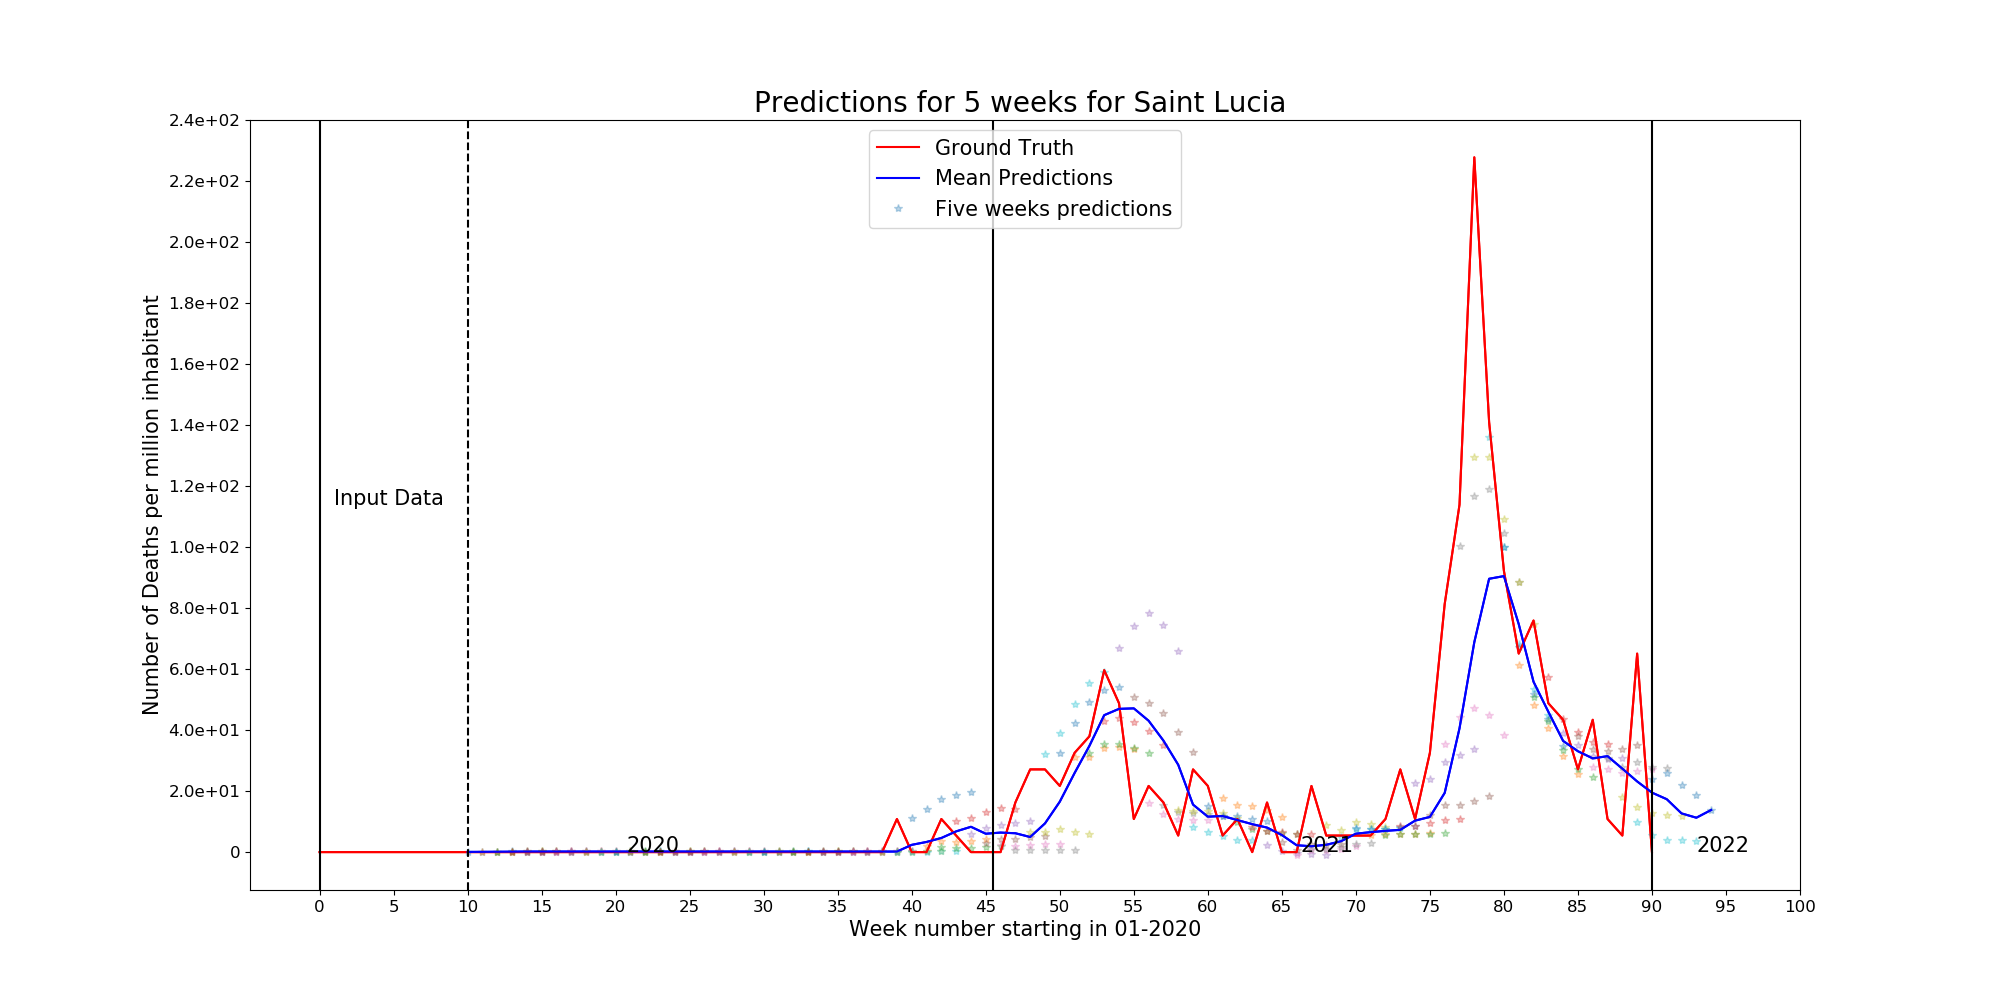 Predictions for 5 weeks for Saint Lucia
Ground Truth
Mean Predictions
Five weeks predictions
Number of Deaths per million inhabitant
2.4e+02
2.2e+02
2.0e+02
1.8e+02
1.6e+02
1.4e+02
1.2e+02
1.0e+02
8.0e+01
6.0e+01
4.0e+01
2.0e+01
0
Input Data
2020
2021
2022
0 5 10 15 20 25 30 35 40 45 50 55 60 65 70 75 80 85 90 95 100
Week number starting in 01-2020